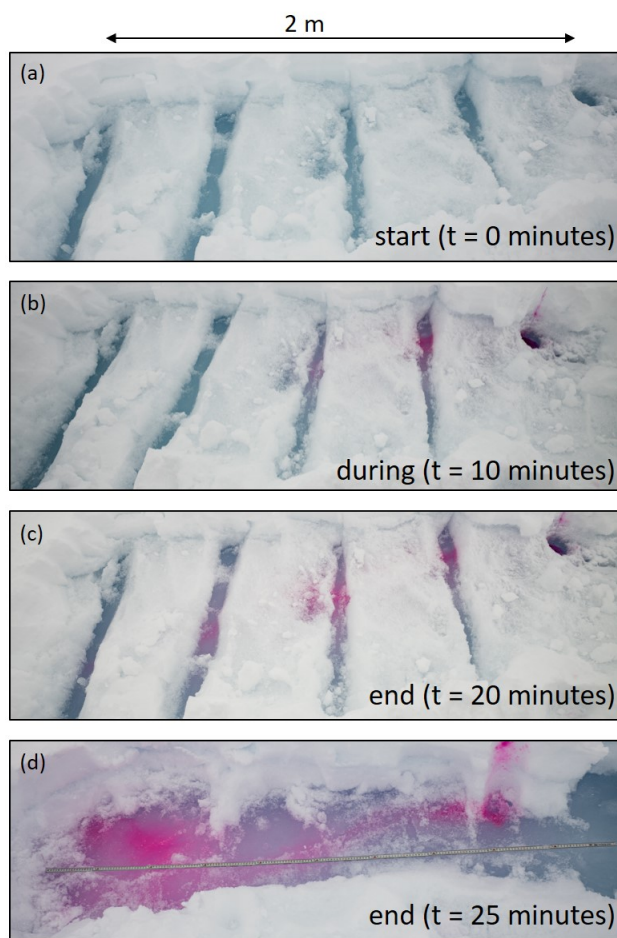 2 m
(a)
start (t = 0 minutes)
(b)
during (t = 10 minutes)
(c)
end (t = 20 minutes)
(d)
end (t = 25 minutes)